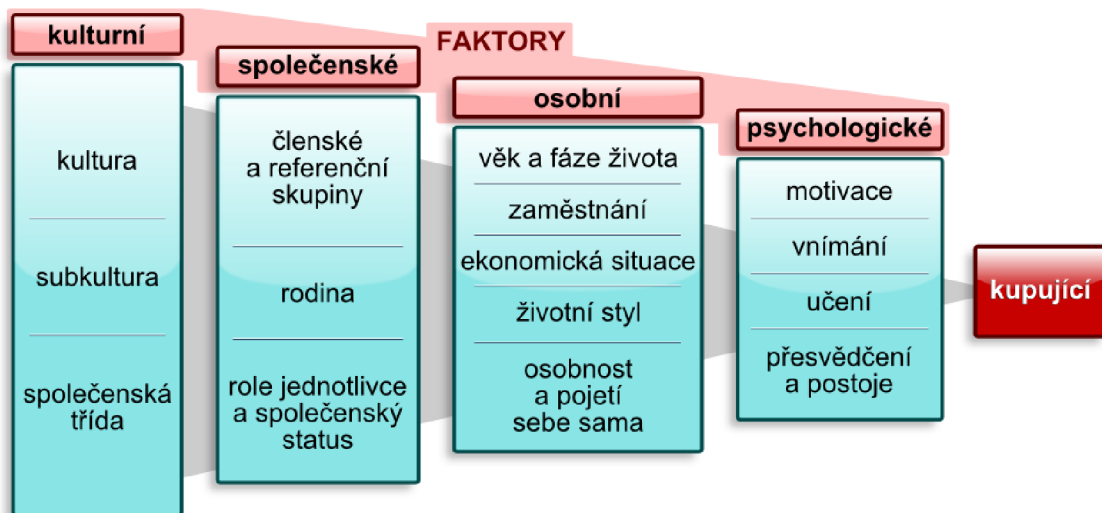 FAKTORY
kulturní
kultura
subkultura
společenská
třída
společenské
členské
a referenční
skupiny
rodina
role jednotlivce
a společenský
status
osobní
věk a fáze života
zaměstnání
ekonomická situace
životní styl
osobnost
a pojetí
sebe sama
psychologické
motivace
vnímání
učení
přesvědčení
a postoje
kupující